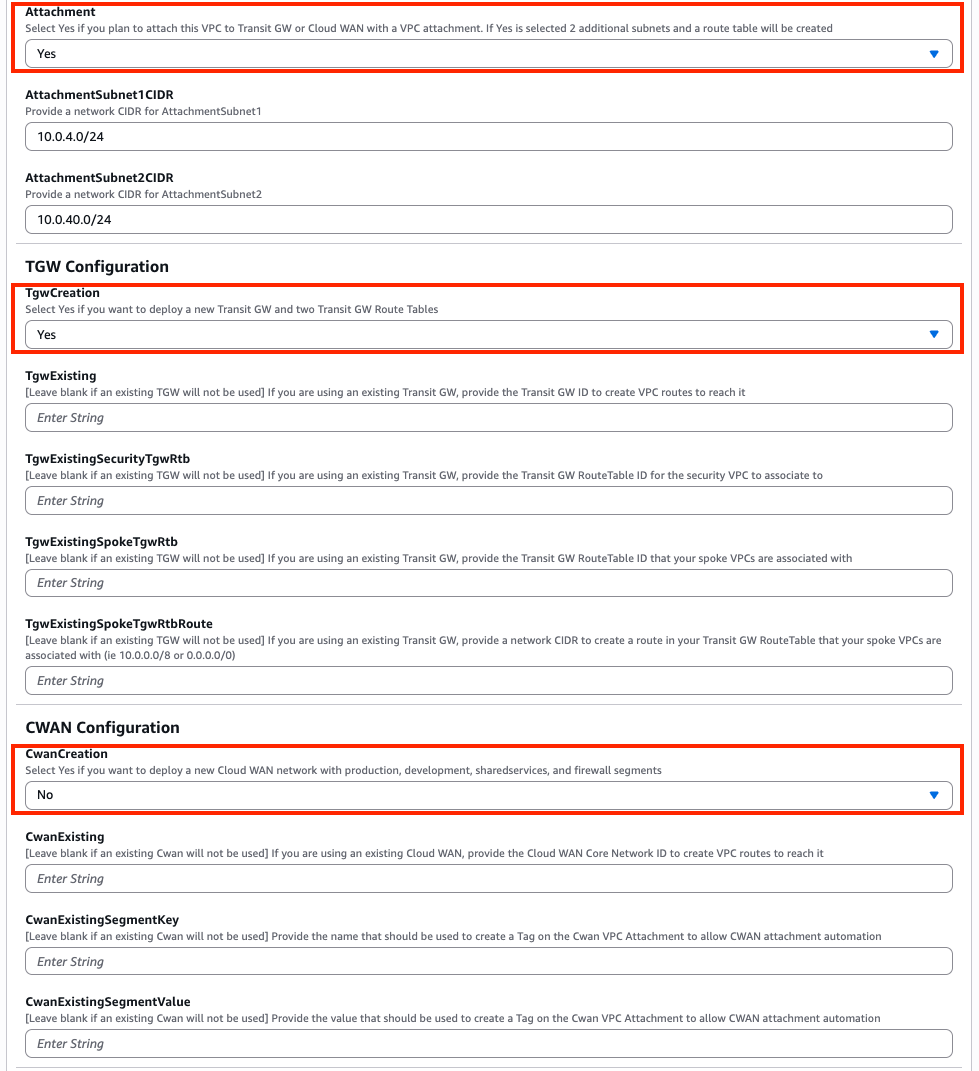 Attachment
Select Yes if you plan to attach this VPC to Transit GW or Cloud WAN with a VPC attachment. If Yes is selected 2 additional subnets and a route table will be created
Yes
AttachmentSubnet1CIDR
Provide a network CIDR for AttachmentSubnet1
10.0.4.0/24
AttachmentSubnet2CIDR
Provide a network CIDR for AttachmentSubnet2
10.0.40.0/24
TGW Configuration
TgwCreation
Select Yes if you want to deploy a new Transit GW and two Transit GW Route Tables
Yes
TgwExisting
[Leave blank if an existing TGW will not be used] If you are using an existing Transit GW, provide the Transit GW ID to create VPC routes to reach it
Enter String
TgwExistingSecurityTgwRtb
[Leave blank if an existing TGW will not be used] If you are using an existing Transit GW, provide the Transit GW RouteTable ID for the security VPC to associate to
Enter String
TgwExistingSpokeTgwRtb
[Leave blank if an existing TGW will not be used] If you are using an existing Transit GW, provide the Transit GW RouteTable ID that your spoke VPCs are associated with
Enter String
TgwExistingSpokeTgwRtbRoute
[Leave blank if an existing TGW will not be used] If you are using an existing Transit GW, provide a network CIDR to create a route in your Transit GW RouteTable that your spoke VPCs are
associated with (ie 10.0.0.0/8 or 0.0.0.0/0)
Enter String
CWAN Configuration
CwanCreation
Select Yes if you want to deploy a new Cloud WAN network with production, development, sharedservices, and firewall segments
No
CwanExisting
[Leave blank if an existing Cwan will not be used] If you are using an existing Cloud WAN, provide the Cloud WAN Core Network ID to create VPC routes to reach it
Enter String
CwanExistingSegmentKey
[Leave blank if an existing Cwan will not be used] Provide the name that should be used to create a Tag on the Cwan VPC Attachment to allow CWAN attachment automation
Enter String
CwanExistingSegmentValue
[Leave blank if an existing Cwan will not be used] Provide the value that should be used to create a Tag on the Cwan VPC Attachment to allow CWAN attachment automation
Enter String